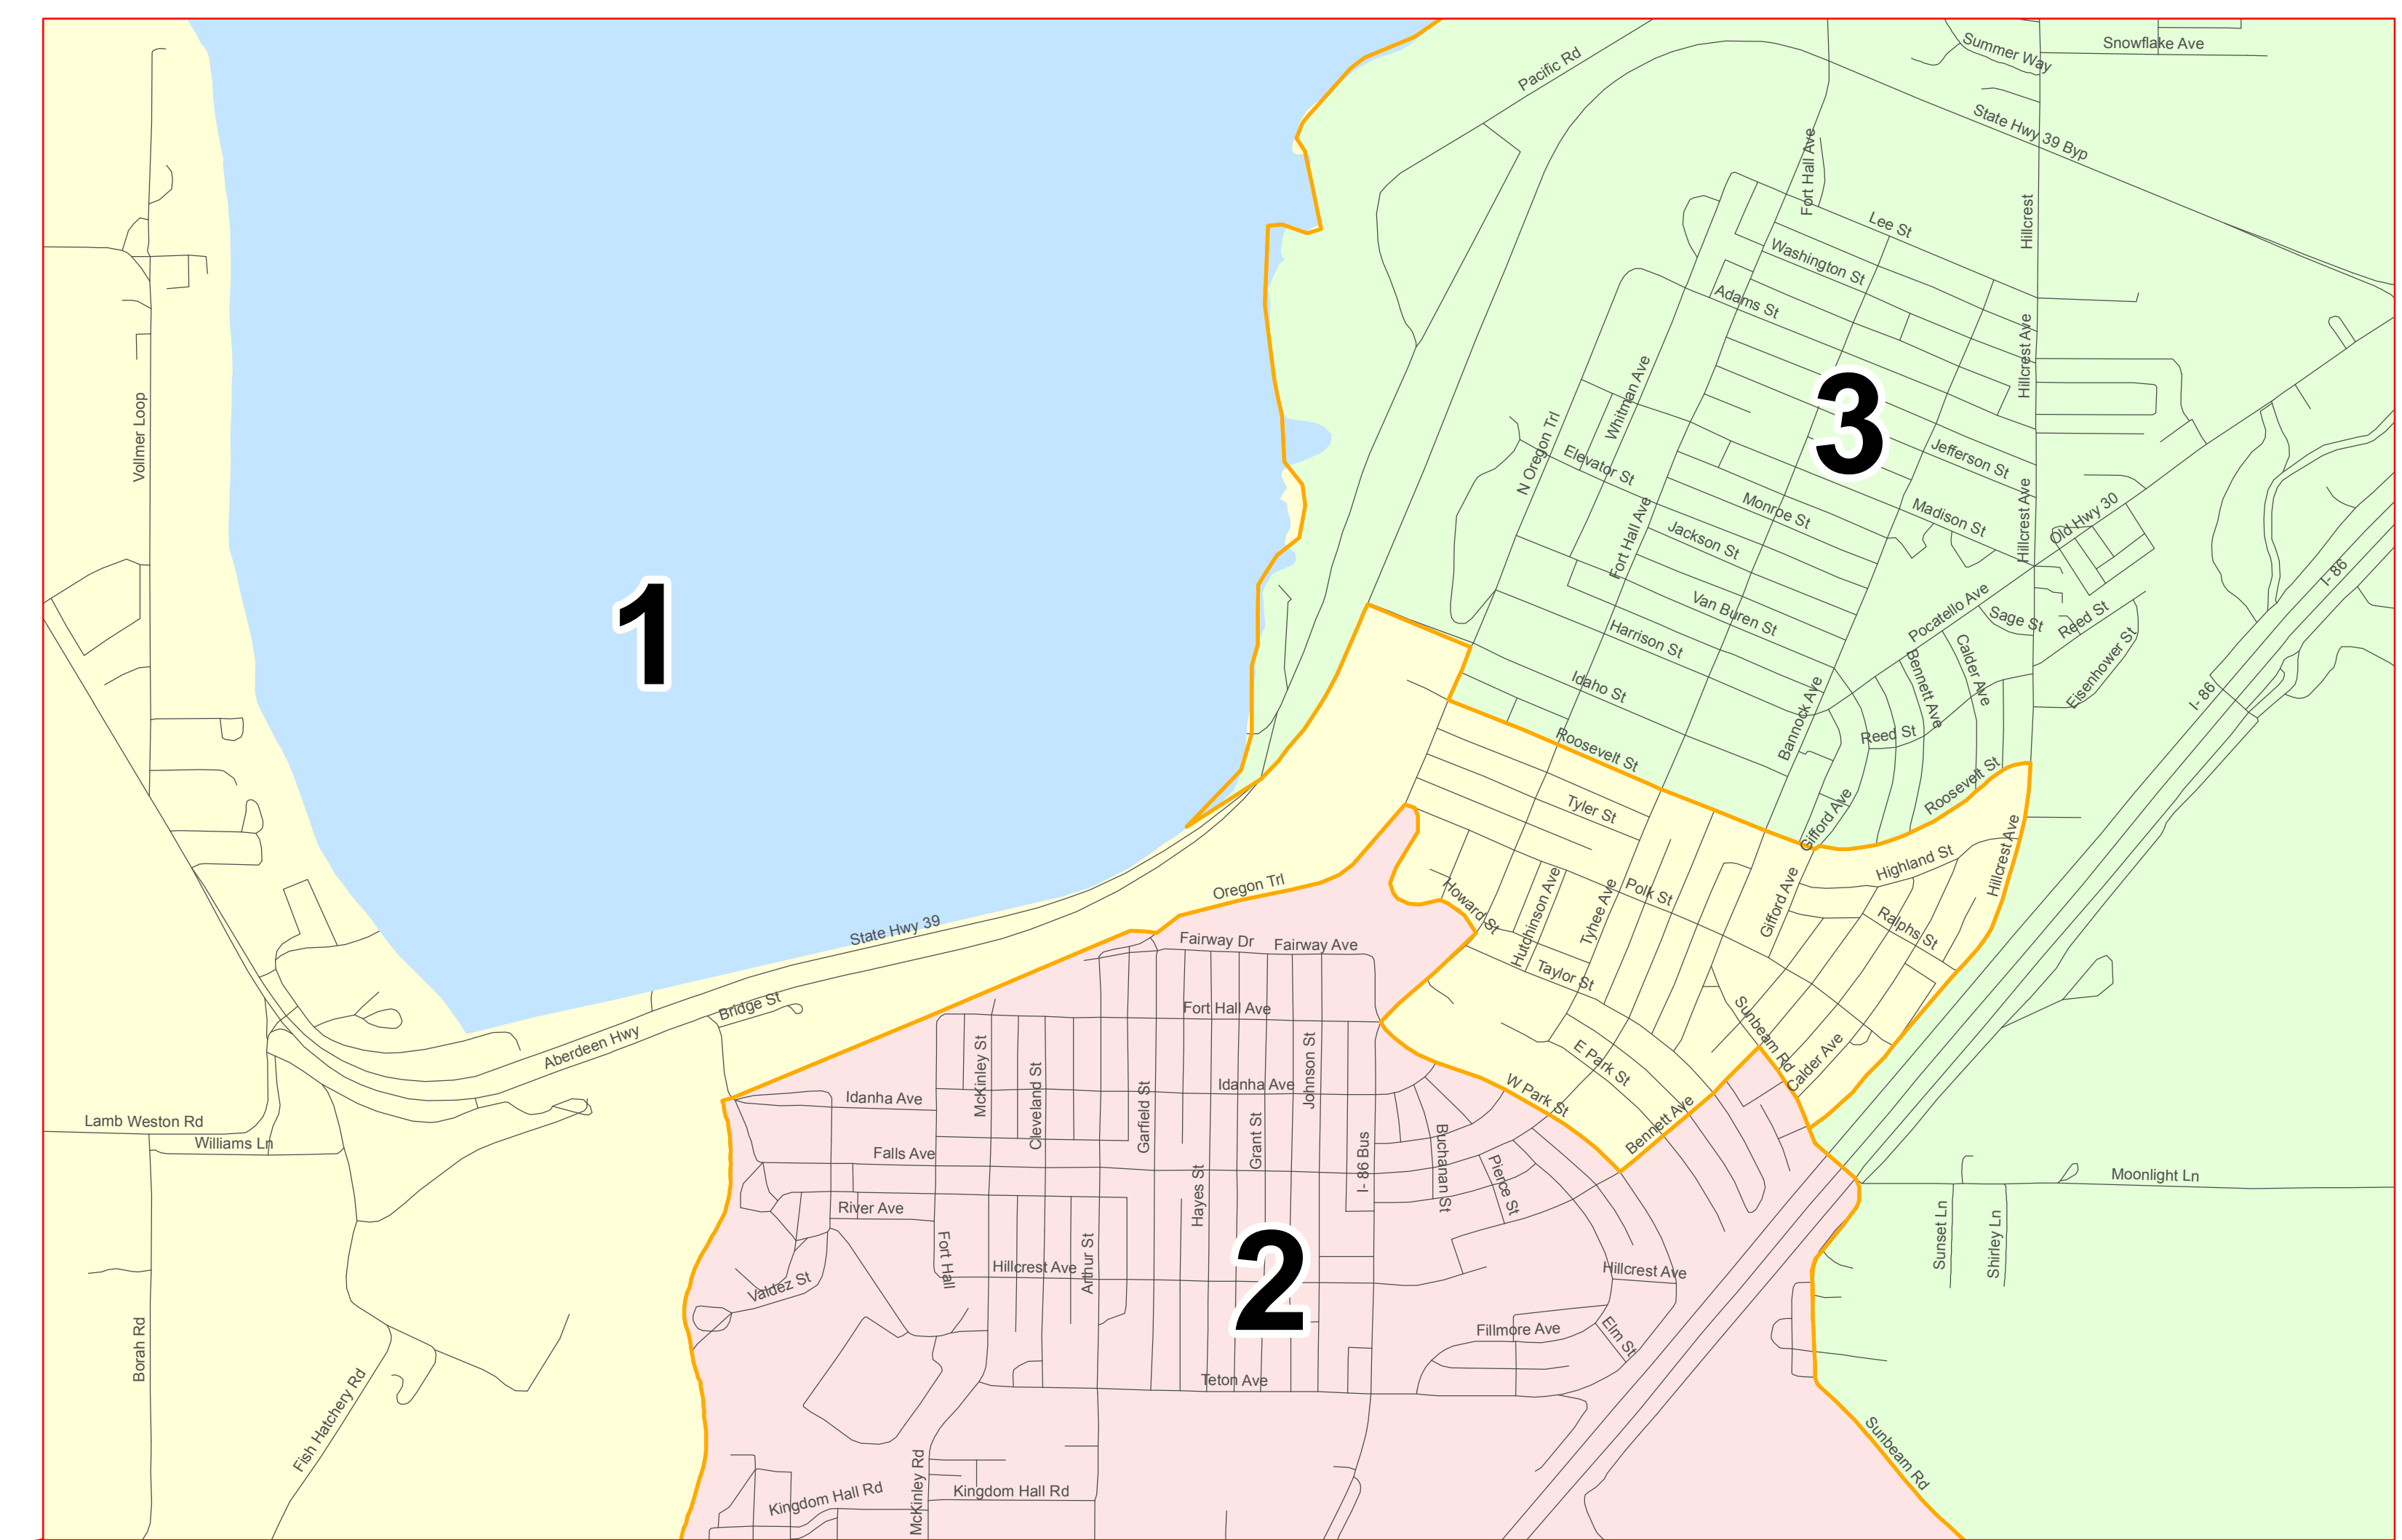 Pacific Rd
Summer Way
Snowflake Ave
State Hwy 39 Byp
Fort Hall Ave
Lee St
Hillcrest
Washington St
Adams St
Hillcrest Ave
Vollmer Loop
Whitman Ave
3
N Oregon Trl
Elevator St
Jefferson St
Monroe St
Madison St
Hillcrest Ave
Old Hwy 30
Fort Hall Ave
Jackson St
I- 86
1
Van Buren St
Pocatello Ave
Sage St
Reed St
Harrison St
Calder Ave
Bennett Ave
Eisenhower St
Idaho St
I- 86
Bannock Ave
Reed St
Roosevelt St
Roosevelt St
Tyler St
Gifford Ave
Hillcrest Ave
Highland St
Oregon Trl
Howard St
Hutchinson Ave
Tyhee Ave
Polk St
Gifford Ave
Ralphs St
State Hwy 39
Fairway Dr
Fairway Ave
Taylor St
Bridge St
Fort Hall Ave
Sunbeam Rd
Aberdeen Hwy
McKinley St
Cleveland St
Johnson St
E Park St
Calder Ave
Idanha Ave
Idanha Ave
W Park St
Lamb Weston Rd
Garfield St
Grant St
Bennett Ave
Williams Ln
Falls Ave
I- 86 Bus
Buchanan St
Pierce St
Moonlight Ln
Hayes St
River Ave
Sunset Ln
Shirley Ln
Fort Hall
Arthur St
2
Hillcrest Ave
Hillcrest Ave
Valdez St
Borah Rd
Fillmore Ave
Elm St
Fish Hatchery Rd
Teton Ave
Sunbeam Rd
McKinley Rd
Kingdom Hall Rd
Kingdom Hall Rd